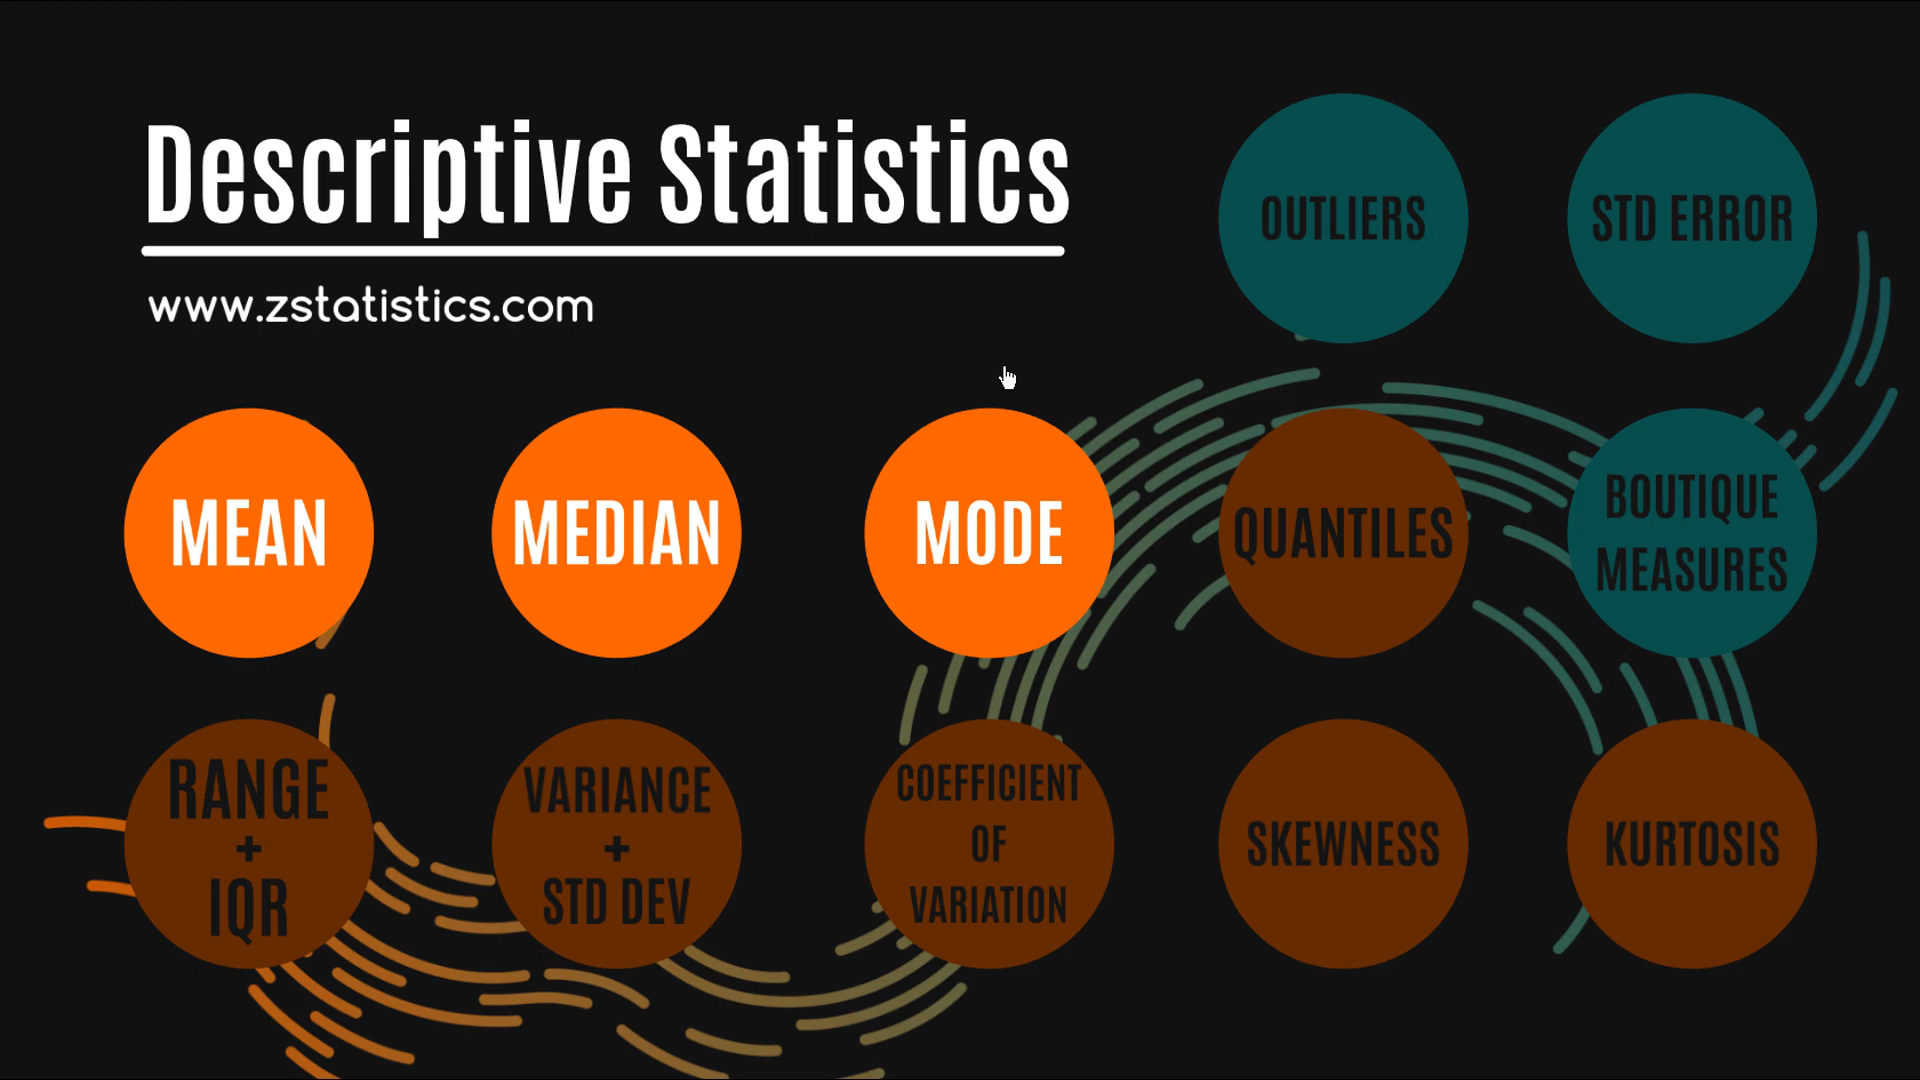 Descriptive Statistics
www.zstatistics.com
OUTLIERS
STD ERROR
MEAN
MEDIAN
MODE
QUANTILES
BOUTIQUE
MEASURES
RANGE
+
IQR
VARIANCE
+
STD DEV
COEFFICIENT
OF
VARIATION
SKEWNESS
KURTOSIS